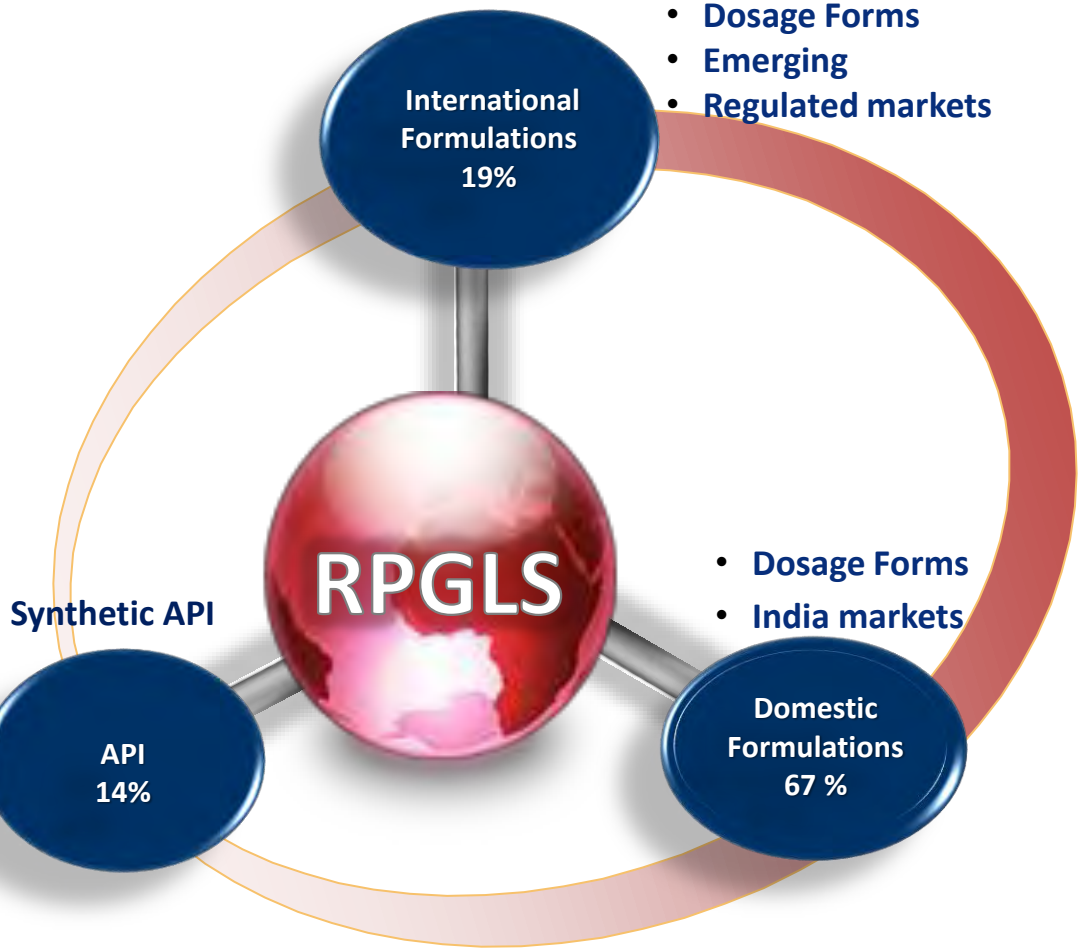 • Dosage Forms
• Emerging
• Regulated markets
International
Formulations
19%
RPGLS
• Dosage Forms
• India markets
Synthetic API
API
14%
Domestic
Formulations
67 %